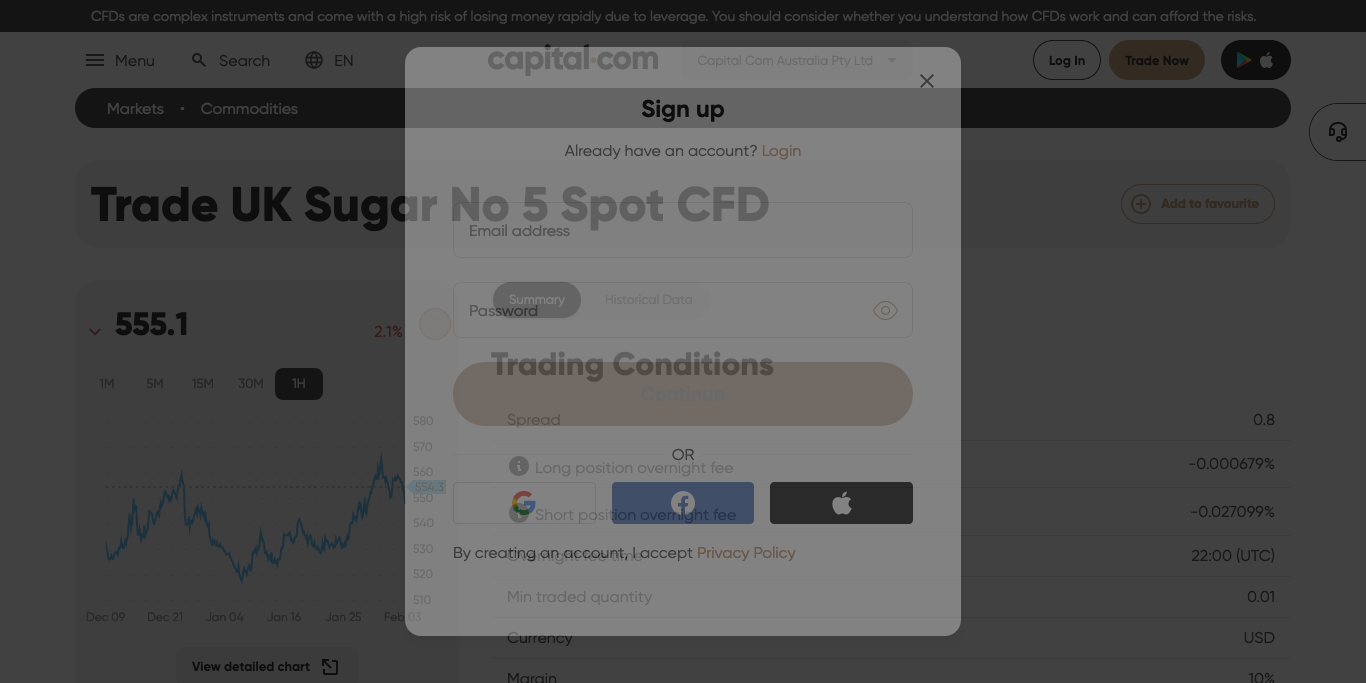 CFDs are complex instruments and come with a high risk of losing money rapidly due to leverage. You should consider whether you understand how CFDs work and can afford the risks.
Menu Search EN
capital.com Capital Com Australia Pty Ltd
Log In Trade Now
Markets • Commodities
Sign up
Already have an account? Login
Trade UK Sugar No 5 Spot CFD
Add to favourite
Email address
Summary Historical Data
Password
555.1
2.1%
1M 5M 15M 30M 1H
Trading Conditions
Continue
580
570
560
554.3
550
540
530
520
510
Dec 09 Dec 21 Jan 04 Jan 16 Jan 25 Feb 03
View detailed chart
Spread 0.8
OR
Long position overnight fee -0.000679%
Short position overnight fee -0.027099%
By creating an account, I accept Privacy Policy
Overnight fee time 22:00 (UTC)
Min traded quantity 0.01
Currency USD
Margin 10%